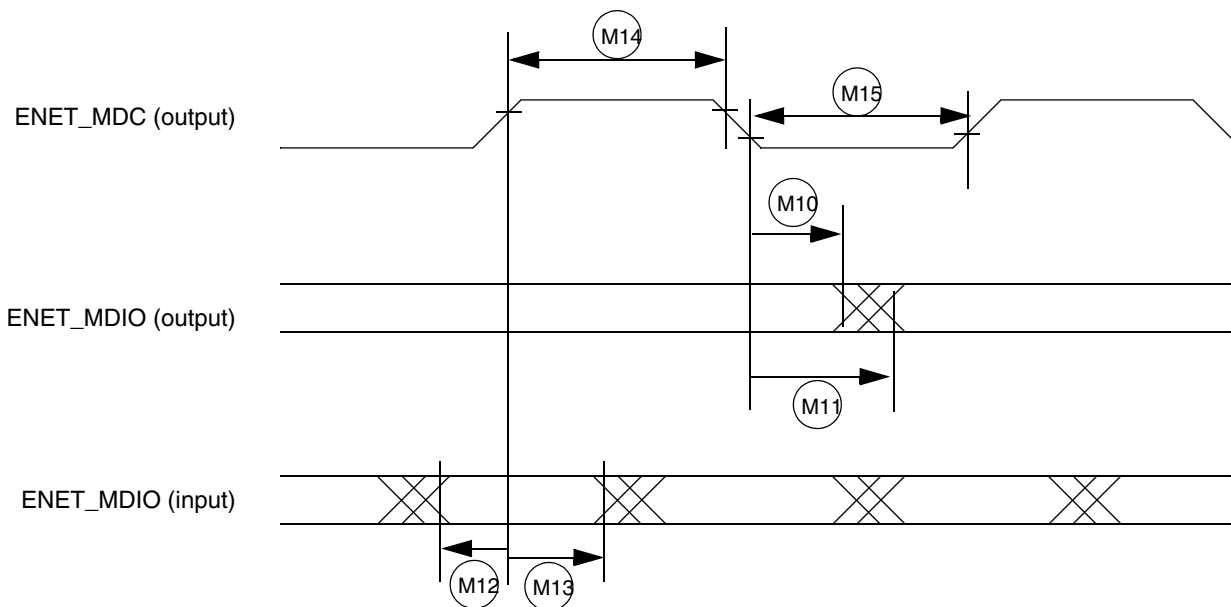 M14
ENET_MDC (output)
M15
M10
ENET_MDIO (output)
M11
ENET_MDIO (input)
M12
M13